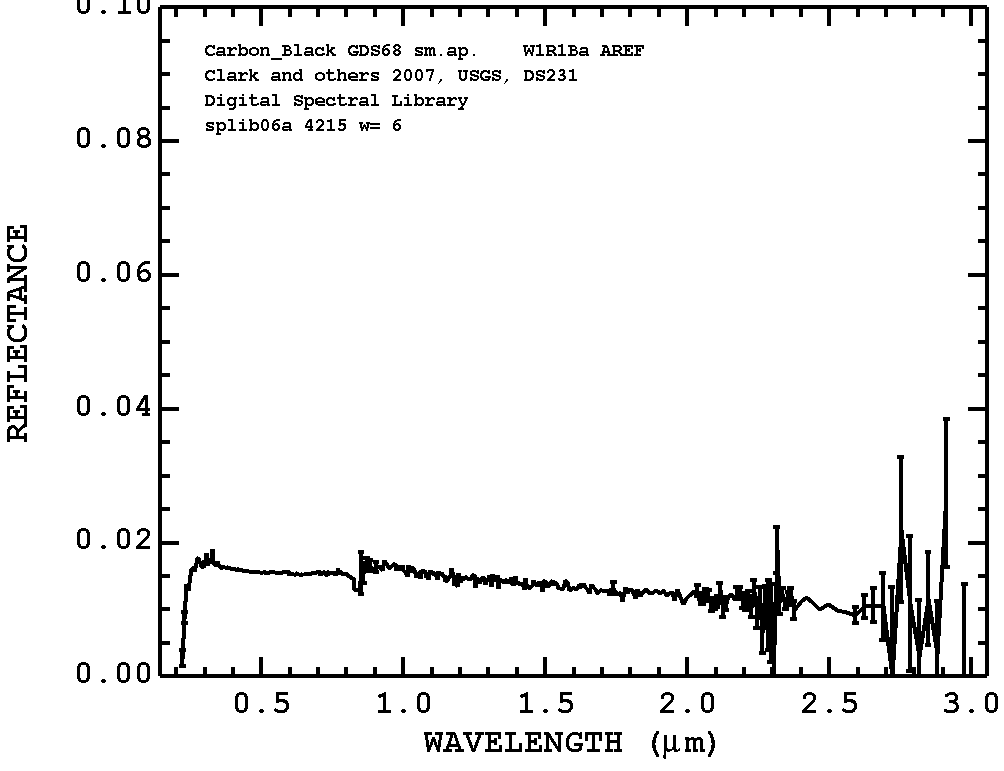 0.10
Carbon_Black GDS68 sm.ap. W1R1Ba AREF
Clark and others 2007, USGS, DS231
Digital Spectral Library
splib06a 4215 w= 6
0.08
0.06
0.04
0.02
0.00
REFLECTANCE
0.5 1.0 1.5 2.0 2.5 3.0
WAVELENGTH (μm)